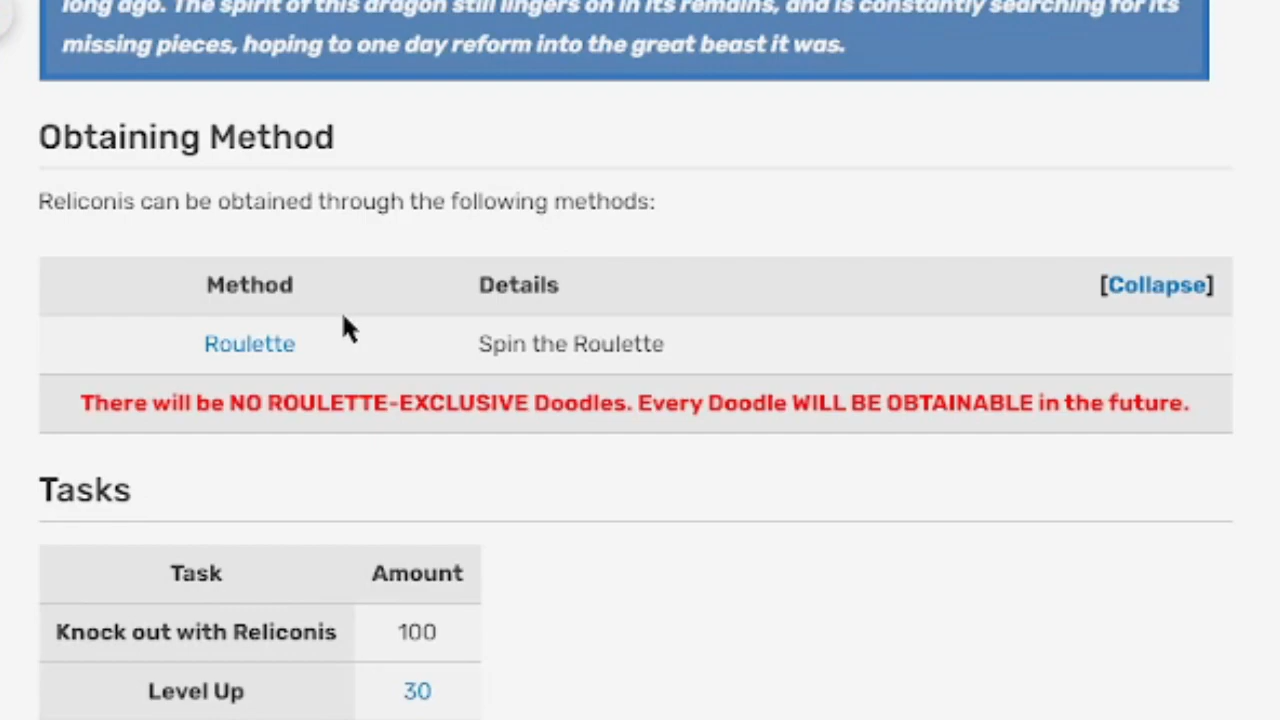 long ago. The spirit of this dragon still lingers on in its remains, and is constantly searching for its
missing pieces, hoping to one day reform into the great beast it was.
Obtaining Method
Reliconis can be obtained through the following methods:
Method Details [Collapse]
Roulette Spin the Roulette
There will be NO ROULETTE-EXCLUSIVE Doodles. Every Doodle WILL BE OBTAINABLE in the future.
Tasks
Task Amount
Knock out with Reliconis 100
Level Up 30